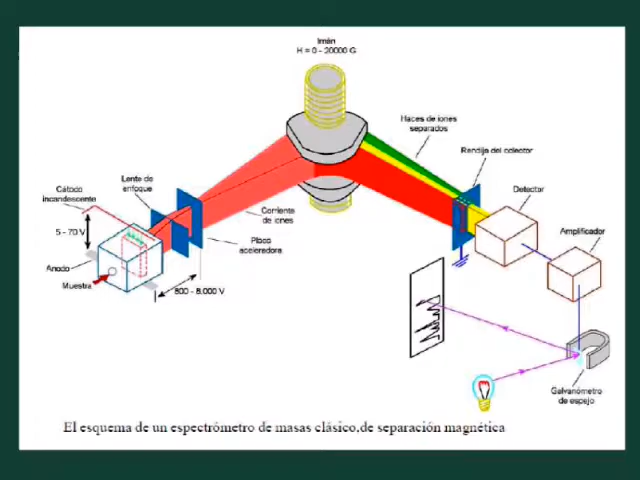 Imán
H = 0 - 20000 G
Haces de iones
separados
Rendija del colector
Detector
Amplificador
Lente de
enfoque
Cátodo
incandescente
5 - 70 V
Corriente
de iones
Placa
aceleradora
Anodo
Muestra
800 - 8.000 V
Galvanómetro
de espejo
El esquema de un espectrómetro de masas clásico,de separación magnética